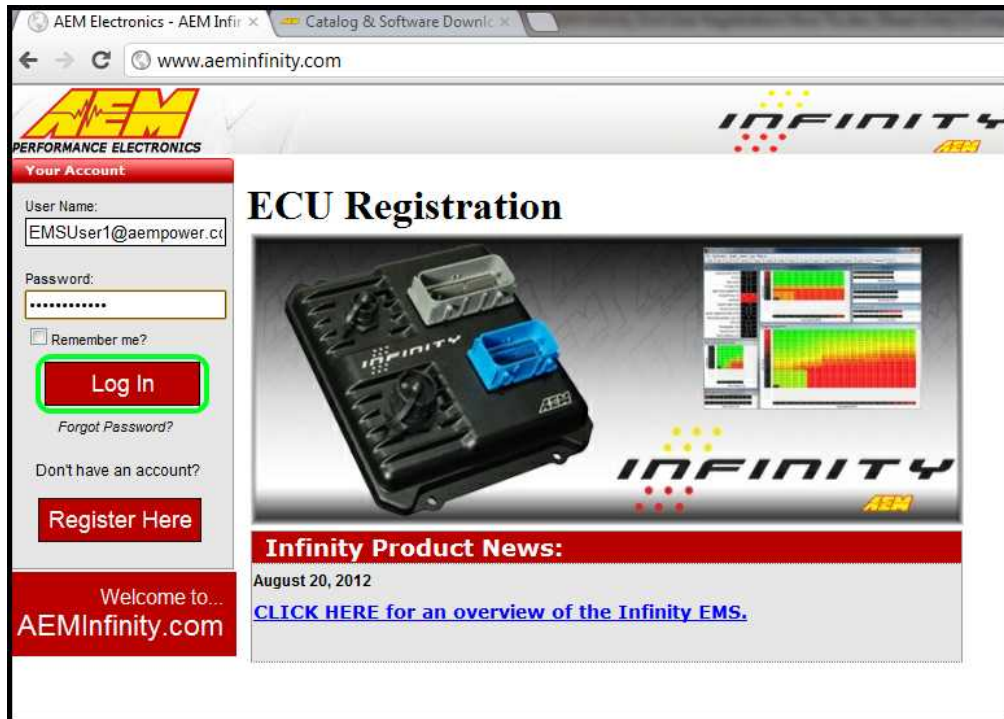 AEM Electronics - AEM Infir
Catalog & Software Downlc
www.aeminfinity.com
AEM
PERFORMANCE ELECTRONICS
INFINITY
AEM
Your Account
User Name:
EMSUser1@aempower.co
Password:
••••••••••••
Remember me?
Log In
Forgot Password?
Don't have an account?
Register Here
Welcome to...
AEMInfinity.com
ECU Registration
INFINITY
AEM
INFINITY
AEM
Infinity Product News:
August 20, 2012
CLICK HERE for an overview of the Infinity EMS.